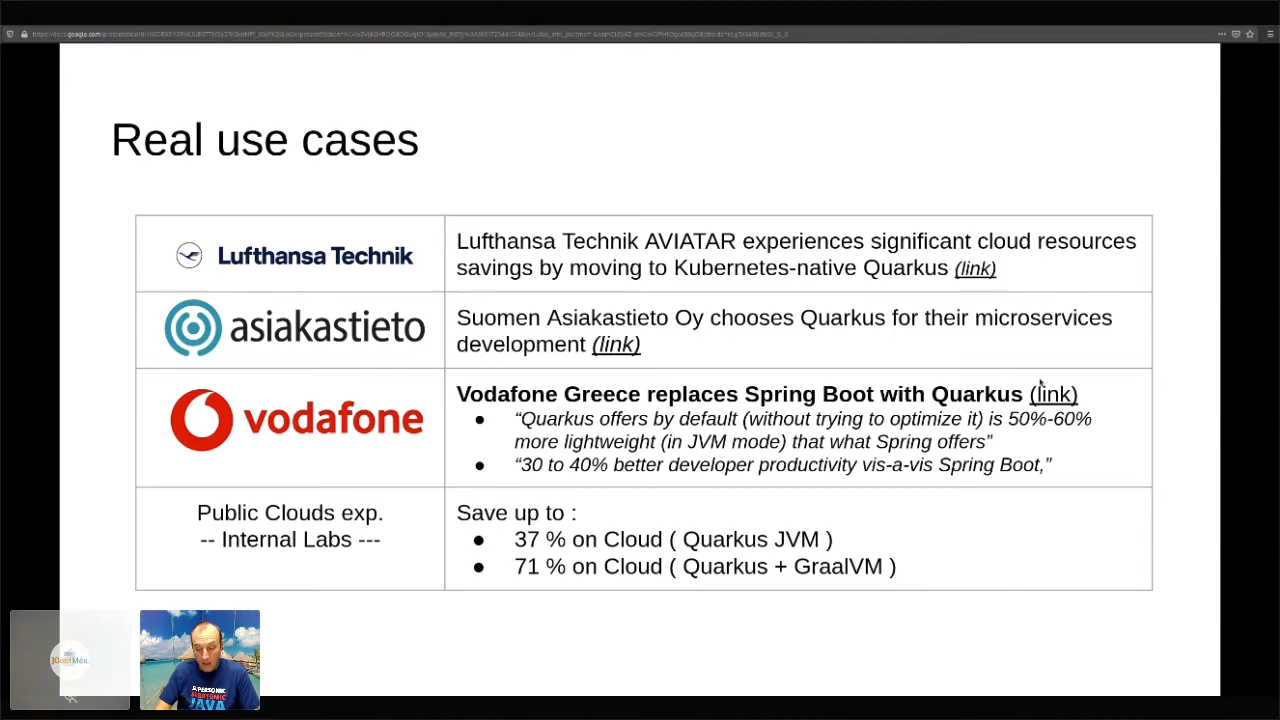 Real use cases
Lufthansa Technik
Lufthansa Technik AVIATAR experiences significant cloud resources
savings by moving to Kubernetes-native Quarkus (link)
asiakastieto
Suomen Asiakastieto Oy chooses Quarkus for their microservices
development (link)
vodafone
Vodafone Greece replaces Spring Boot with Quarkus (link)
● “Quarkus offers by default (without trying to optimize it) is 50%-60%
more lightweight (in JVM mode) that what Spring offers”
● “30 to 40% better developer productivity vis-a-vis Spring Boot,”
Public Clouds exp.
-- Internal Labs ---
Save up to :
● 37 % on Cloud ( Quarkus JVM )
● 71 % on Cloud ( Quarkus + GraalVM )
JConfMéx.
JAVA